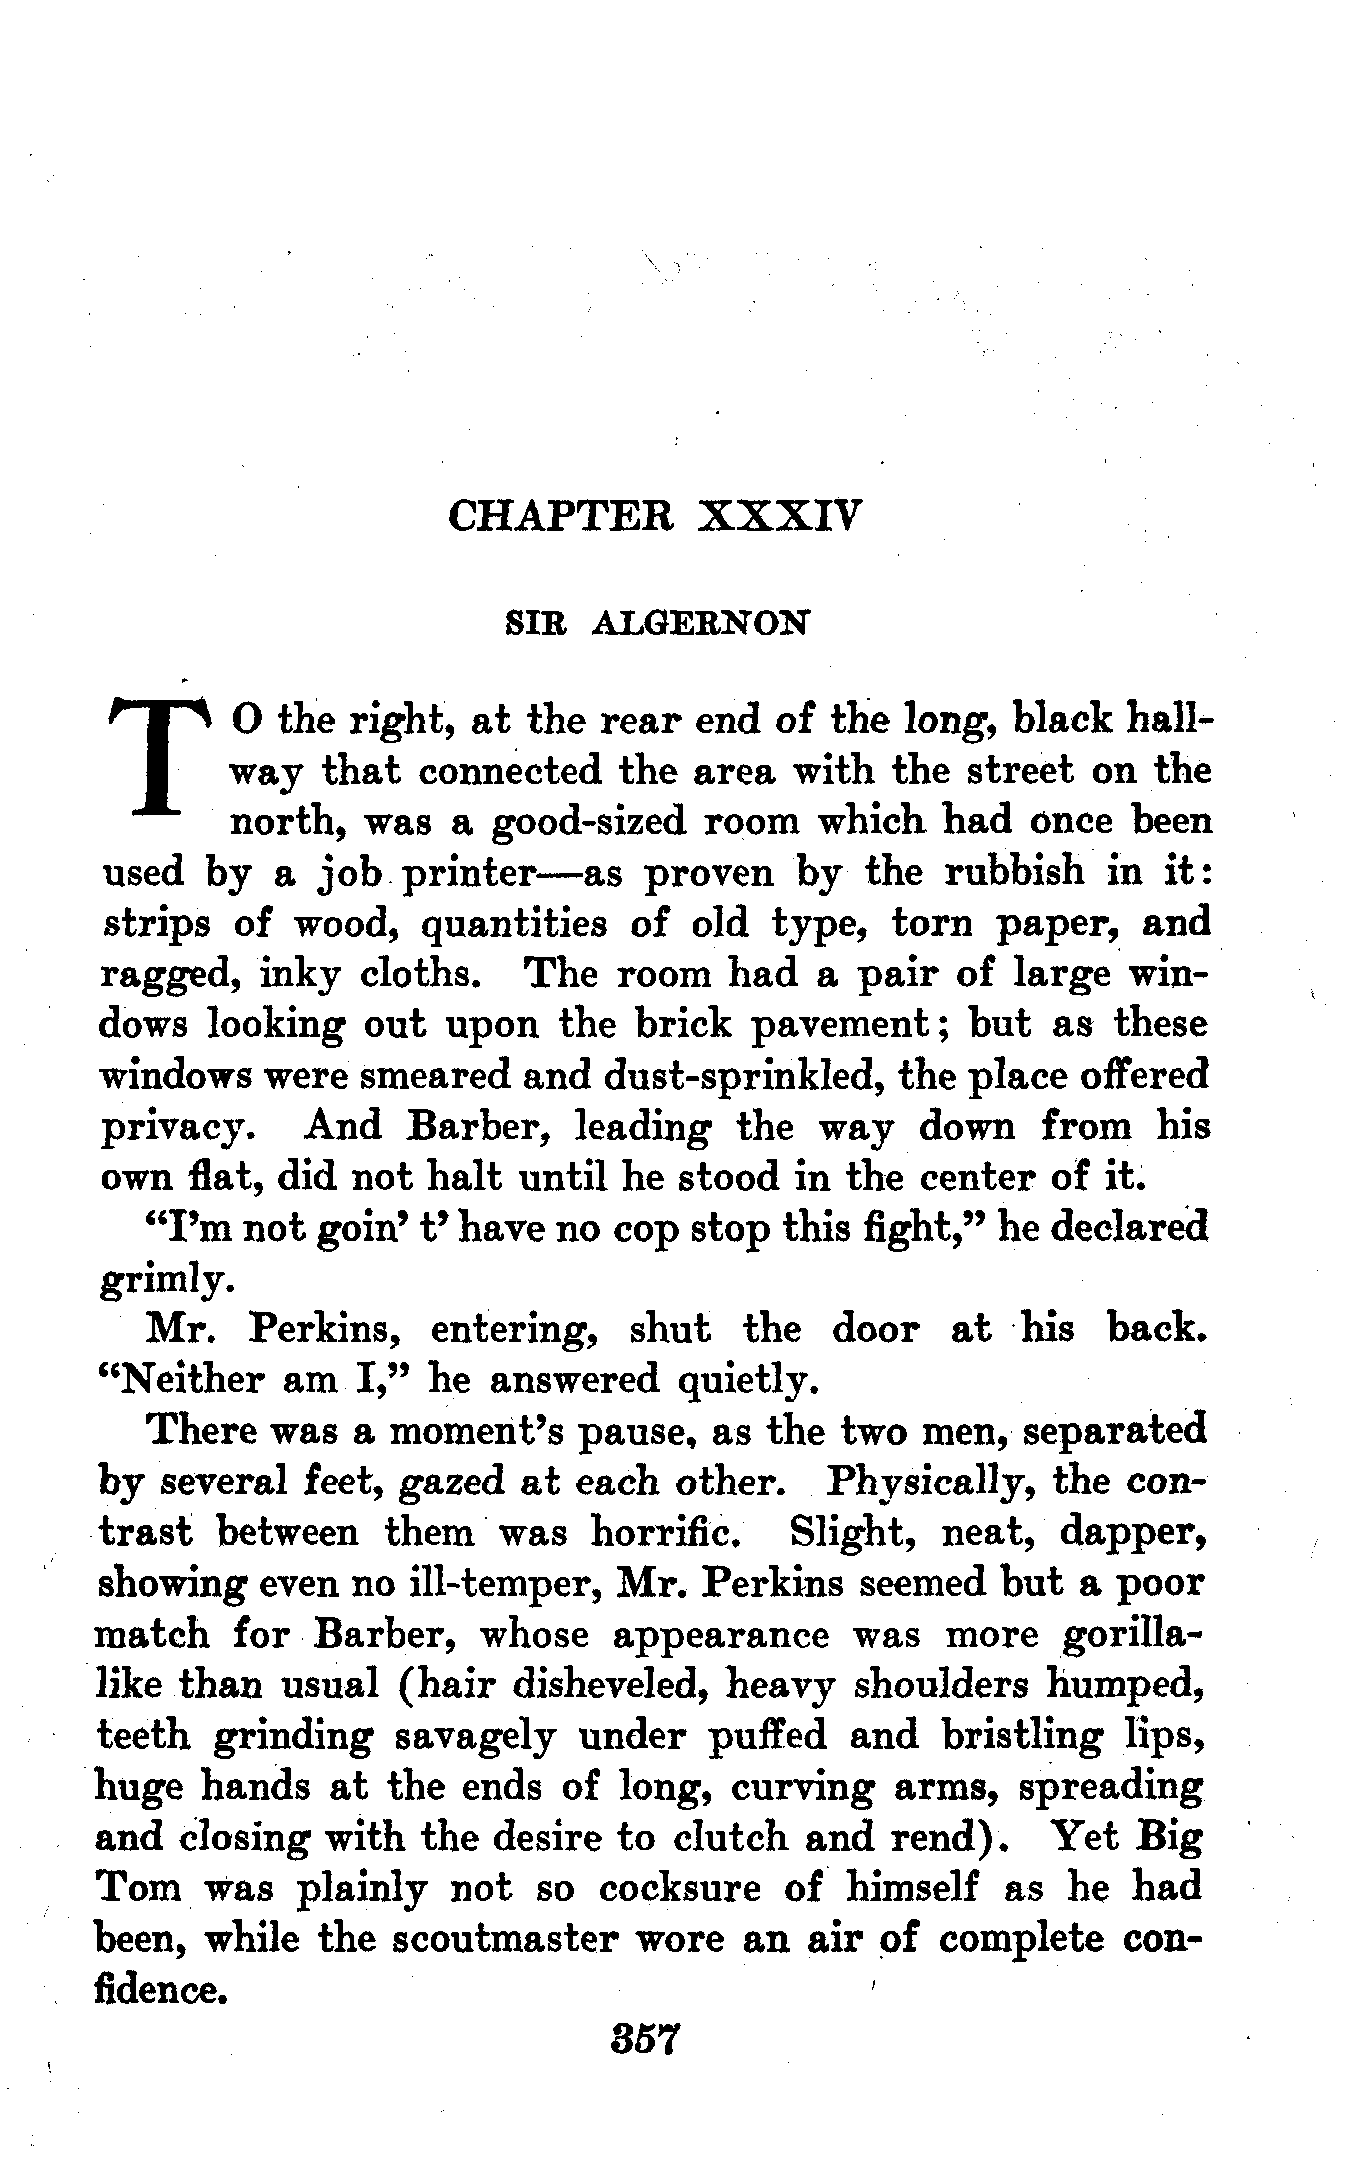 CHAPTER XXXIV
SIR ALGERNON
TO the right, at the rear end of the long, black hall-
way that connected the area with the street on the
north, was a good-sized room which had once been
used by a job printer—as proven by the rubbish in it:
strips of wood, quantities of old type, torn paper, and
ragged, inky cloths. The room had a pair of large win-
dows looking out upon the brick pavement; but as these
windows were smeared and dust-sprinkled, the place offered
privacy. And Barber, leading the way down from his
own flat, did not halt until he stood in the center of it.
“I’m not goin’ t’ have no cop stop this fight,” he declared
grimly.
Mr. Perkins, entering, shut the door at his back.
“Neither am I,” he answered quietly.
There was a moment’s pause, as the two men, separated
by several feet, gazed at each other. Physically, the con-
trast between them was horrific. Slight, neat, dapper,
showing even no ill-temper, Mr. Perkins seemed but a poor
match for Barber, whose appearance was more gorilla-
like than usual (hair disheveled, heavy shoulders humped,
teeth grinding savagely under puffed and bristling lips,
huge hands at the ends of long, curving arms, spreading
and closing with the desire to clutch and rend). Yet Big
Tom was plainly not so cocksure of himself as he had
been, while the scoutmaster wore an air of complete con-
fidence.
357